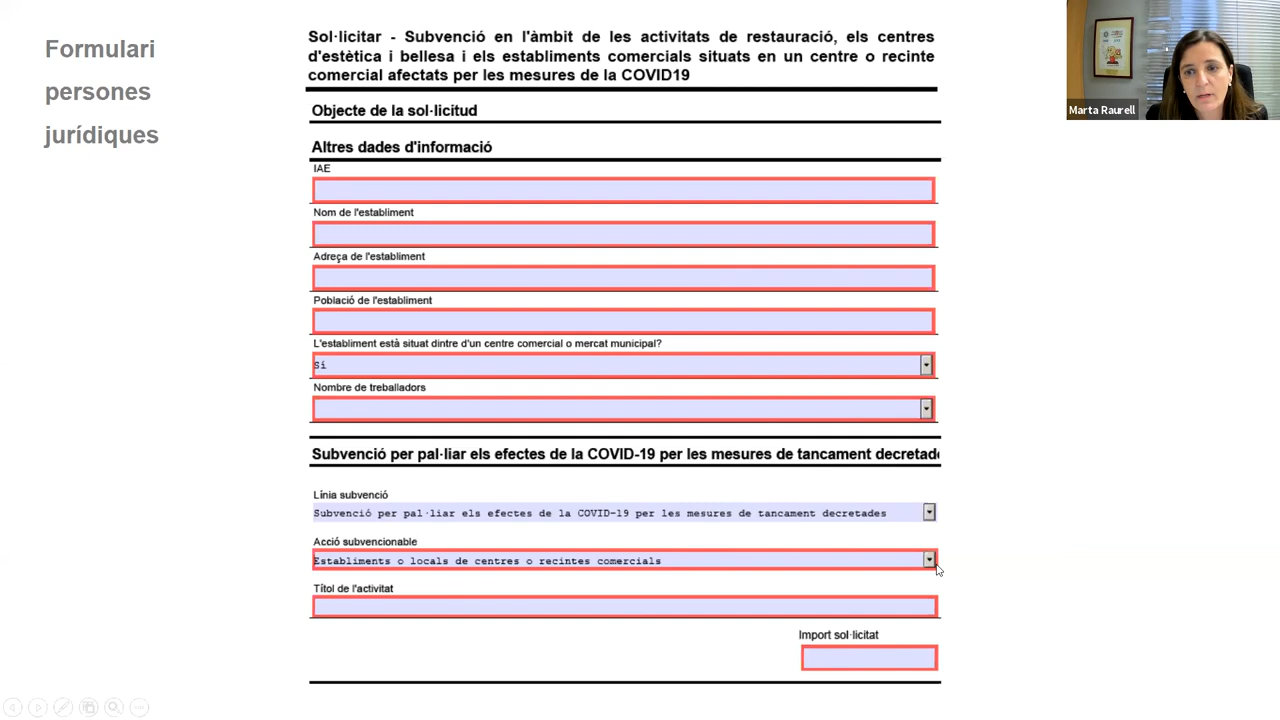 Formulari
persones
jurídiques
Sol·licitar - Subvenció en l'àmbit de les activitats de restauració, els centres
d'estètica i bellesa i els establiments comercials situats en un centre o recinte
comercial afectats per les mesures de la COVID19
Marta Raurell
Objecte de la sol·licitud
Altres dades d'informació
IAE
Nom de l'establiment
Adreça de l'establiment
Població de l'establiment
L'establiment està situat dintre d'un centre comercial o mercat municipal?
Sí
Nombre de treballadors
Subvenció per pal·liar els efectes de la COVID-19 per les mesures de tancament decretade
Línia subvenció
Subvenció per pal·liar els efectes de la COVID-19 per les mesures de tancament decretades
Acció subvencionable
Establiments o locals de centres o recintes comercials
Títol de l'activitat
Import sol·licitat